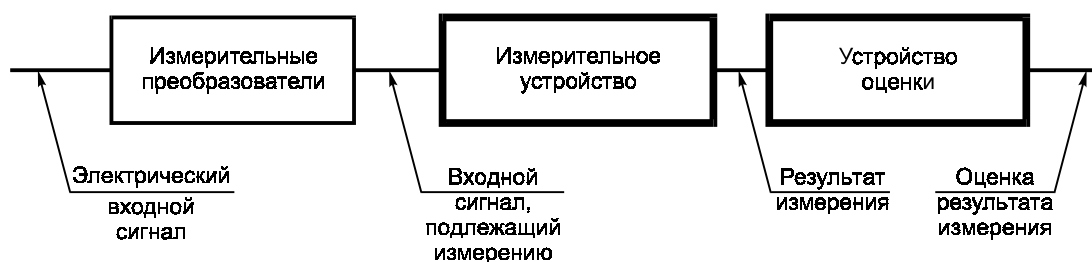 Измерительные
преобразователи
Измерительное
устройство
Устройство
оценки
Электрический
входной
сигнал
Входной
сигнал,
подлежащий
измерению
Результат
измерения
Оценка
результата
измерения